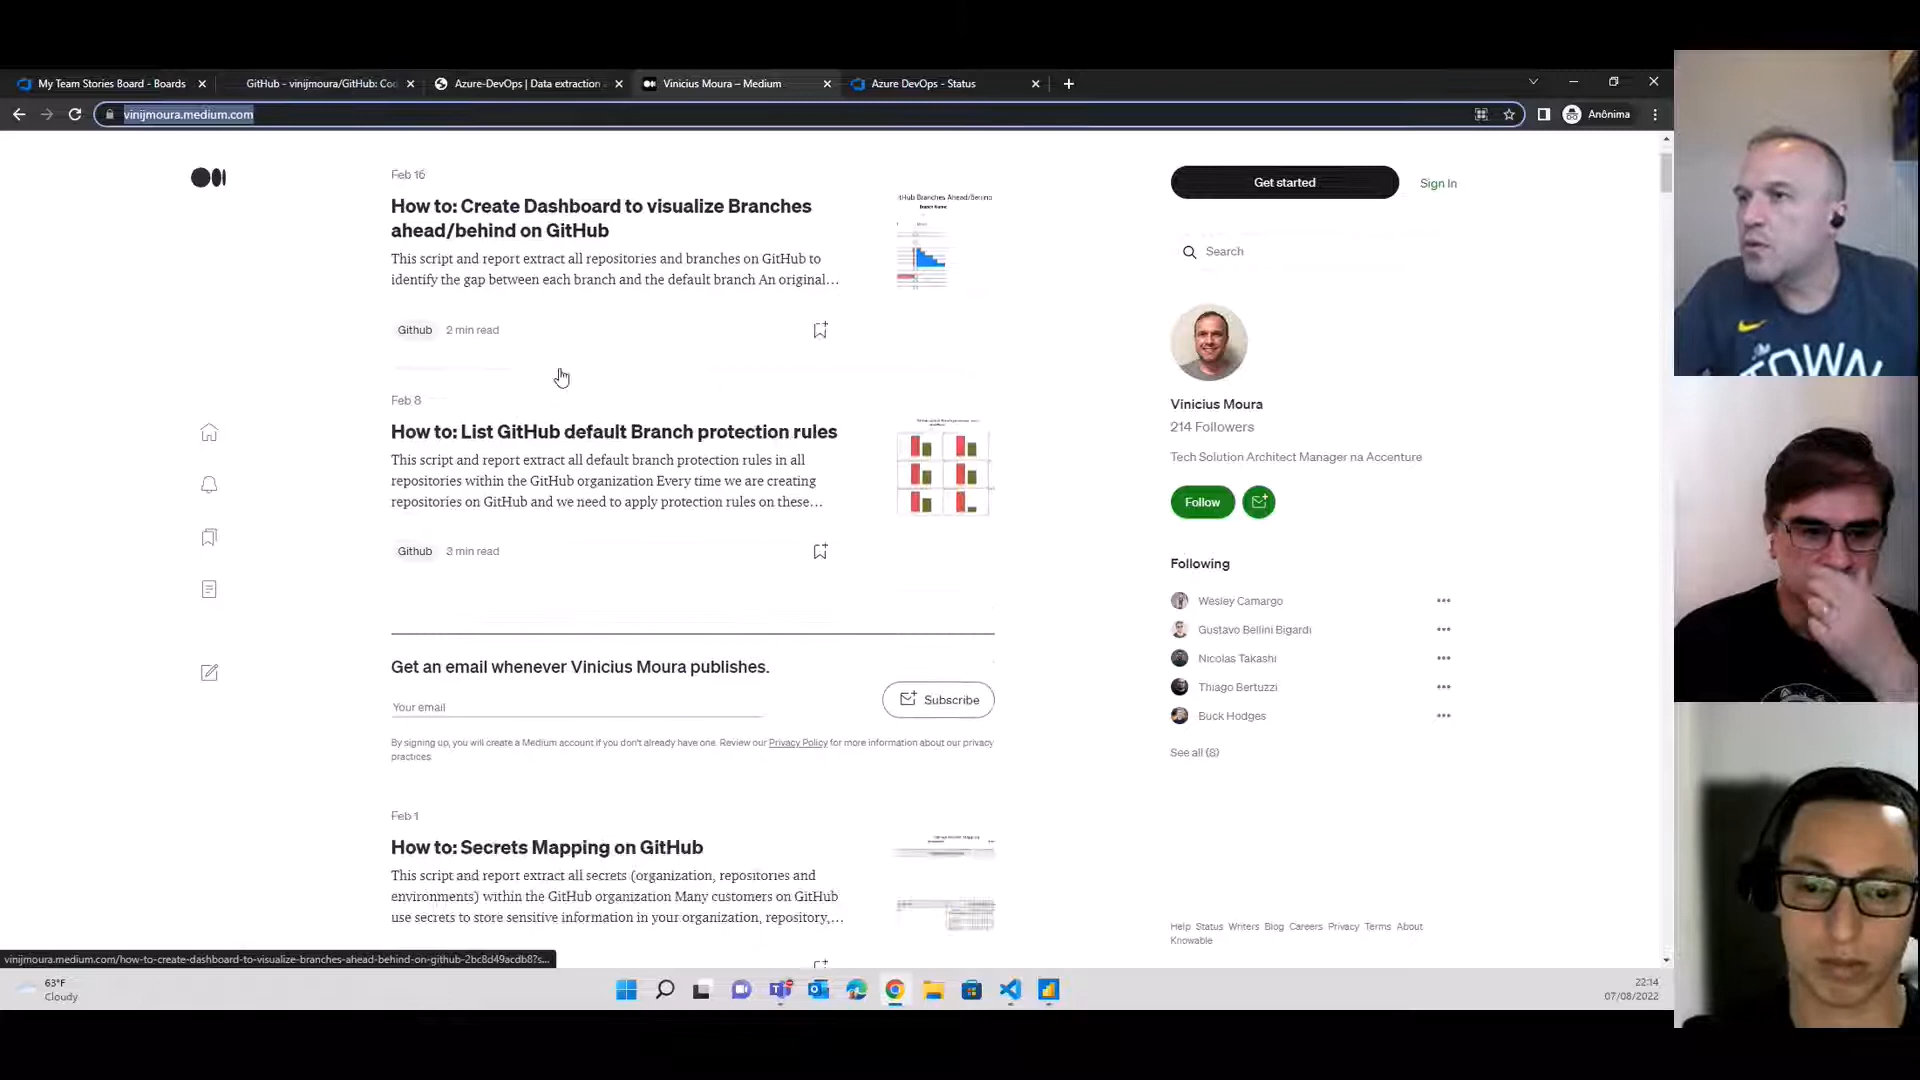 My Team Stories Board - Boards
GitHub - vinijmoura/GitHub: Co
Azure-DevOps | Data extraction
Vinicius Moura – Medium
Azure DevOps - Status
vinijmoura.medium.com
Anônima
Feb 16
How to: Create Dashboard to visualize Branches
ahead/behind on GitHub
This script and report extract all repositories and branches on GitHub to
identify the gap between each branch and the default branch An original…
Github
2 min read
Feb 8
How to: List GitHub default Branch protection rules
This script and report extract all default branch protection rules in all
repositories within the GitHub organization Every time we are creating
repositories on GitHub and we need to apply protection rules on these…
Github
3 min read
Get an email whenever Vinicius Moura publishes.
Your email
Subscribe
By signing up, you will create a Medium account if you don't already have one. Review our Privacy Policy for more information about our privacy
practices
Feb 1
How to: Secrets Mapping on GitHub
This script and report extract all secrets (organization, repositories and
environments) within the GitHub organization Many customers on GitHub
use secrets to store sensitive information in your organization, repository,…
Get started
Sign In
Search
Vinicius Moura
214 Followers
Tech Solution Architect Manager na Accenture
Follow
Following
Wesley Camargo
Gustavo Bellini Bigardi
Nicolas Takashi
Thiago Bertuzzi
Buck Hodges
See all (8)
Help Status Writers Blog Careers Privacy Terms About
Knowable
vinijmoura.medium.com/how-to-create-dashboard-to-visualize-branches-ahead-behind-on-github-2bc8d49acdb8?s...
63°F
Cloudy
22:14
07/08/2022
TOWN